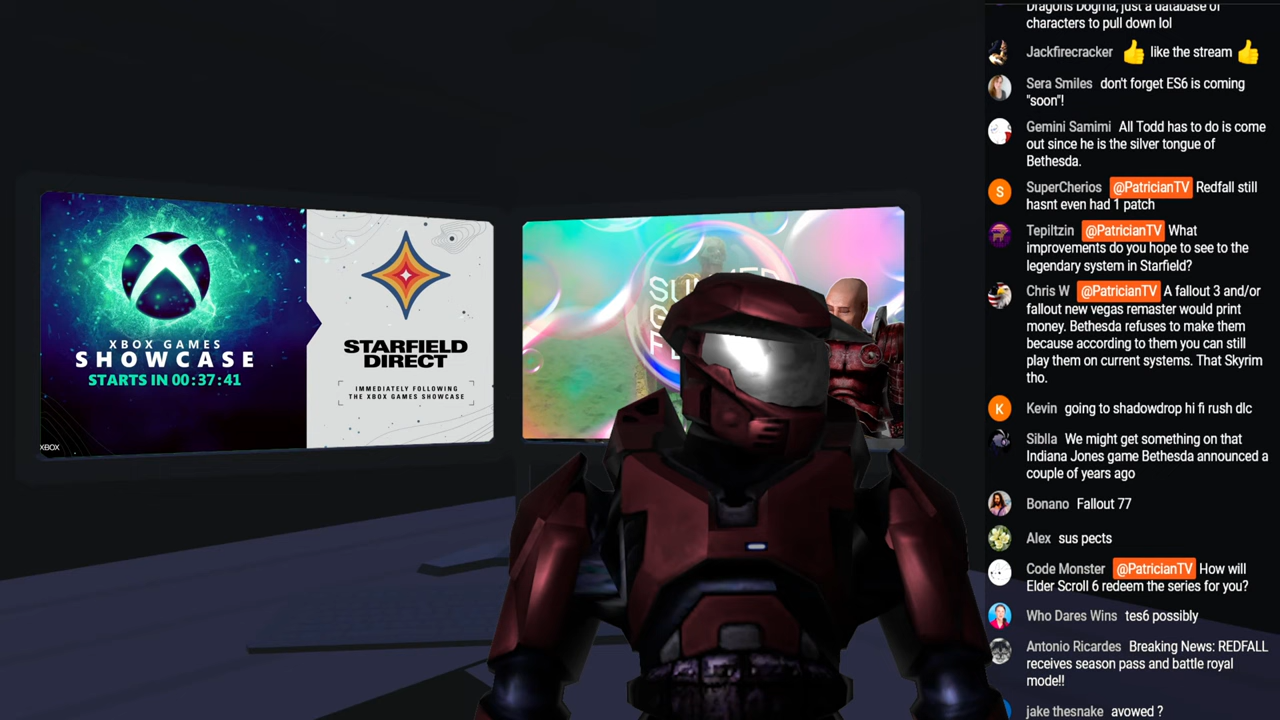 XBOX GAMES
SHOWCASE
STARTS IN 00:37:41
XBOX
STARFIELD
DIRECT
IMMEDIATELY FOLLOWING
THE XBOX GAMES SHOWCASE
Dragons Dogma, just a database of
characters to pull down lol
Jackfirecracker 👍 like the stream 👍
Sera Smiles don't forget ES6 is coming
"soon"!
Gemini Samimi All Todd has to do is come
out since he is the silver tongue of
Bethesda.
S
SuperCherios @PatricianTV Redfall still
hasnt even had 1 patch
Tepiltzin @PatricianTV What
improvements do you hope to see to the
legendary system in Starfield?
Chris W @PatricianTV A fallout 3 and/or
fallout new vegas remaster would print
money. Bethesda refuses to make them
because according to them you can still
play them on current systems. That Skyrim
tho.
K
Kevin going to shadowdrop hi fi rush dlc
Siblla We might get something on that
Indiana Jones game Bethesda announced a
couple of years ago
Bonano Fallout 77
Alex sus pects
Code Monster @PatricianTV How will
Elder Scroll 6 redeem the series for you?
Who Dares Wins tes6 possibly
Antonio Ricardes Breaking News: REDFALL
receives season pass and battle royal
mode!!
jake thesnake avowed ?